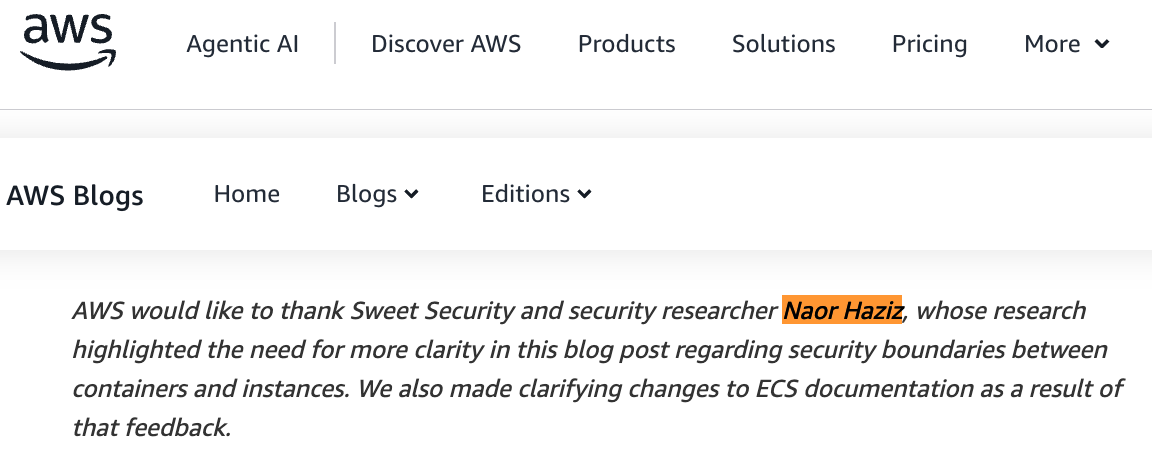 aws
Agentic AI
Discover AWS
Products
Solutions
Pricing
More
AWS Blogs
Home
Blogs
Editions
AWS would like to thank Sweet Security and security researcher Naor Haziz, whose research
highlighted the need for more clarity in this blog post regarding security boundaries between
containers and instances. We also made clarifying changes to ECS documentation as a result of
that feedback.